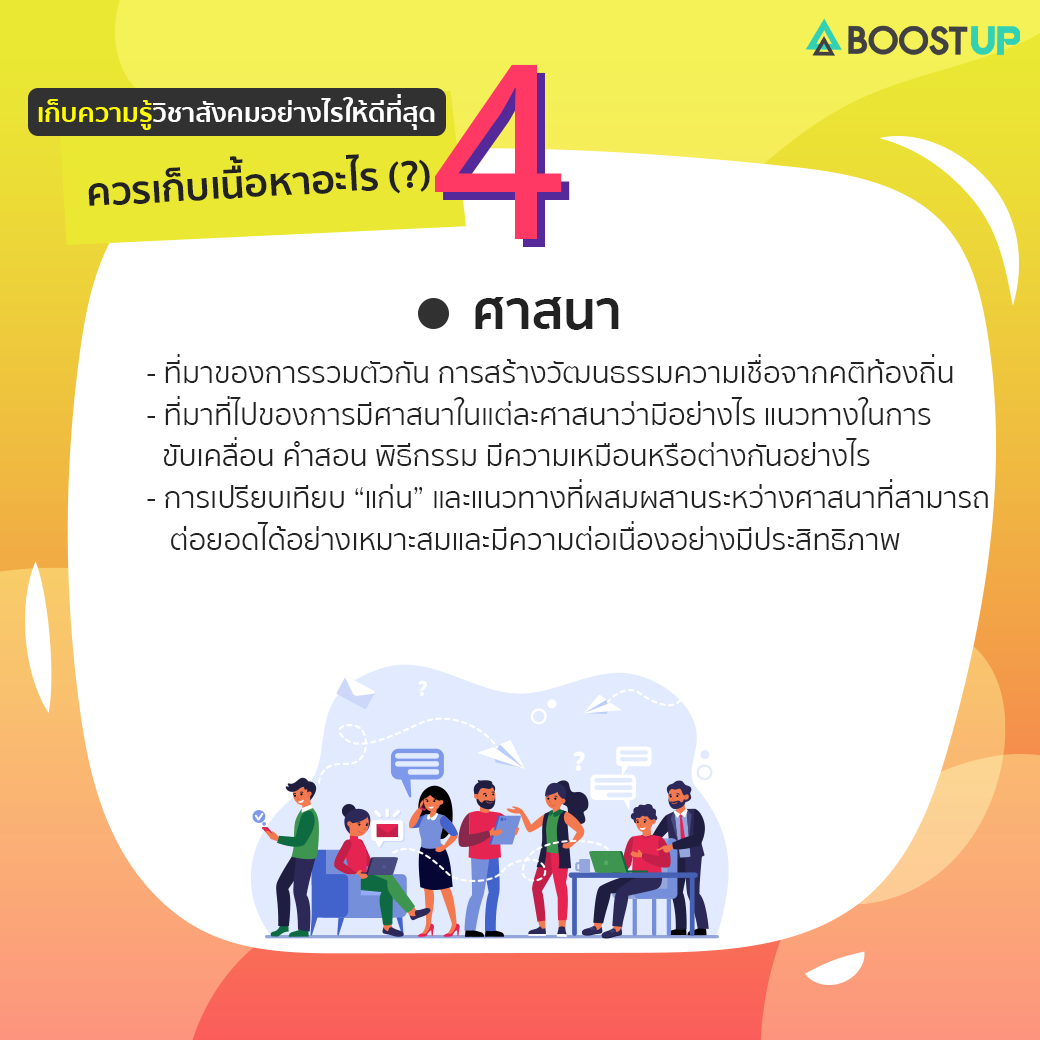 BOOSTUP
เก็บความรู้วิชาสังคมอย่างไรให้ดีที่สุด
ควรเก็บเนื้อหาอะไร (?)
4
● ศาสนา
- ที่มาของการรวมตัวกัน การสร้างวัฒนธรรมความเชื่อจากคติท้องถิ่น
- ที่มาที่ไปของการมีศาสนาในแต่ละศาสนาว่ามีอย่างไร แนวทางในการ
ขับเคลื่อน คำสอน พิธีกรรม มีความเหมือนหรือต่างกันอย่างไร
- การเปรียบเทียบ “แก่น” และแนวทางที่ผสมผสานระหว่างศาสนาที่สามารถ
ต่อยอดได้อย่างเหมาะสมและมีความต่อเนื่องอย่างมีประสิทธิภาพ
?
?